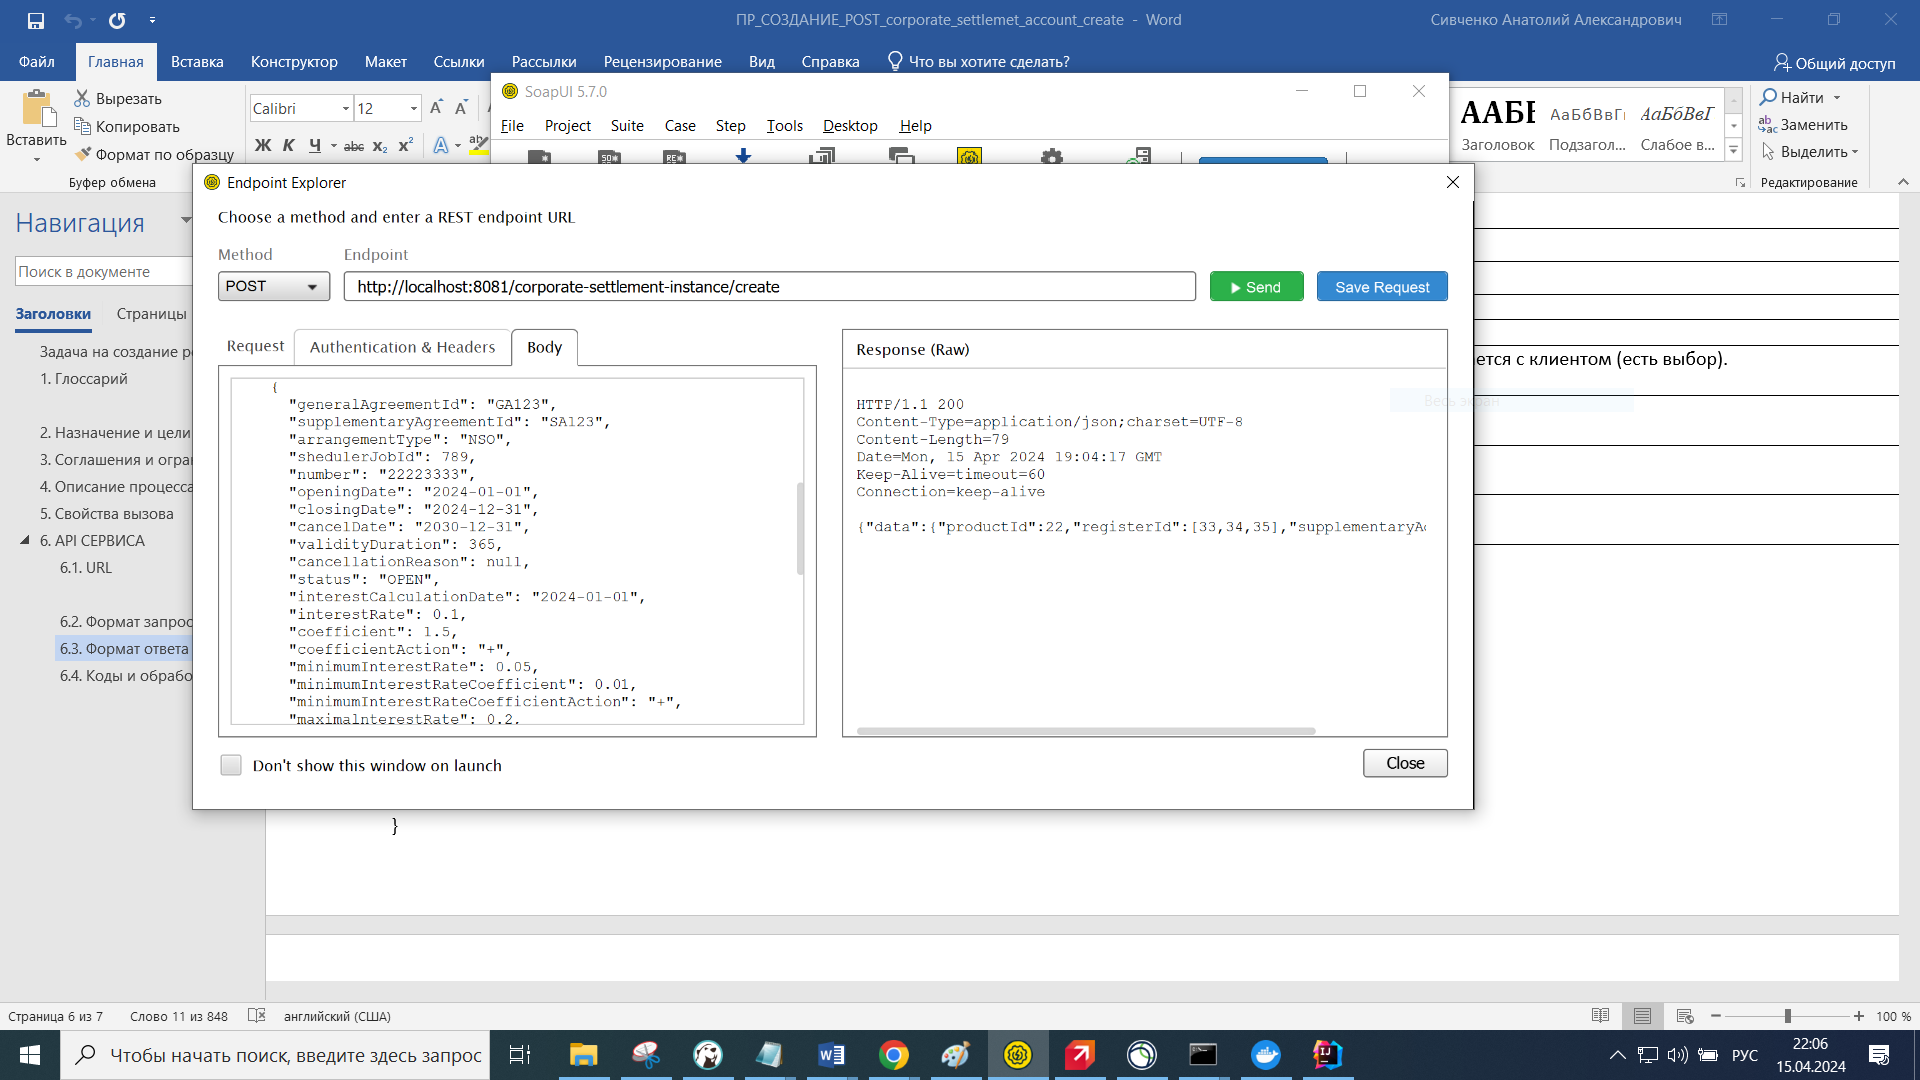 ПР_СОЗДАНИЕ_POST_corporate_settlemet_account_create - Word
Сивченко Анатолий Александрович
Файл Главная Вставка Конструктор Макет Ссылки Рассылки Рецензирование Вид Справка Что вы хотите сделать? Общий доступ
Вставить
Вырезать
Копировать
Формат по образцу
Буфер обмена
Calibri 12
Ж К Ч abc x₂ x²
ААБЕ АаБбВвГг АаБбВвГ
Заголовок Подзагол... Слабое в...
Найти
Заменить
Выделить
Редактирование
SoapUI 5.7.0
File Project Suite Case Step Tools Desktop Help
Навигация
Поиск в документе
Заголовки Страницы
Задача на создание р
1. Глоссарий
2. Назначение и цели
3. Соглашения и огра
4. Описание процесса
5. Свойства вызова
6. API СЕРВИСА
6.1. URL
6.2. Формат запрос
6.3. Формат ответа
6.4. Коды и обрабо
Endpoint Explorer
Choose a method and enter a REST endpoint URL
Method Endpoint
POST http://localhost:8081/corporate-settlement-instance/create Send Save Request
Request Authentication & Headers Body
{
"generalAgreementId": "GA123",
"supplementaryAgreementId": "SA123",
"arrangementType": "NSO",
"shedulerJobId": 789,
"number": "22223333",
"openingDate": "2024-01-01",
"closingDate": "2024-12-31",
"cancelDate": "2030-12-31",
"validityDuration": 365,
"cancellationReason": null,
"status": "OPEN",
"interestCalculationDate": "2024-01-01",
"interestRate": 0.1,
"coefficient": 1.5,
"coefficientAction": "+",
"minimumInterestRate": 0.05,
"minimumInterestRateCoefficient": 0.01,
"minimumInterestRateCoefficientAction": "+",
"maximalnterestRate": 0.2,
Response (Raw)
HTTP/1.1 200
Content-Type=application/json;charset=UTF-8
Content-Length=79
Date=Mon, 15 Apr 2024 19:04:17 GMT
Keep-Alive=timeout=60
Connection=keep-alive
{"data":{"productId":22,"registerId":[33,34,35],"supplementaryAc
Don't show this window on launch
Close
ется с клиентом (есть выбор).
Весь экран
}
Страница 6 из 7 Слово 11 из 848 английский (США)
100 %
Чтобы начать поиск, введите здесь запрос
РУС
22:06
15.04.2024